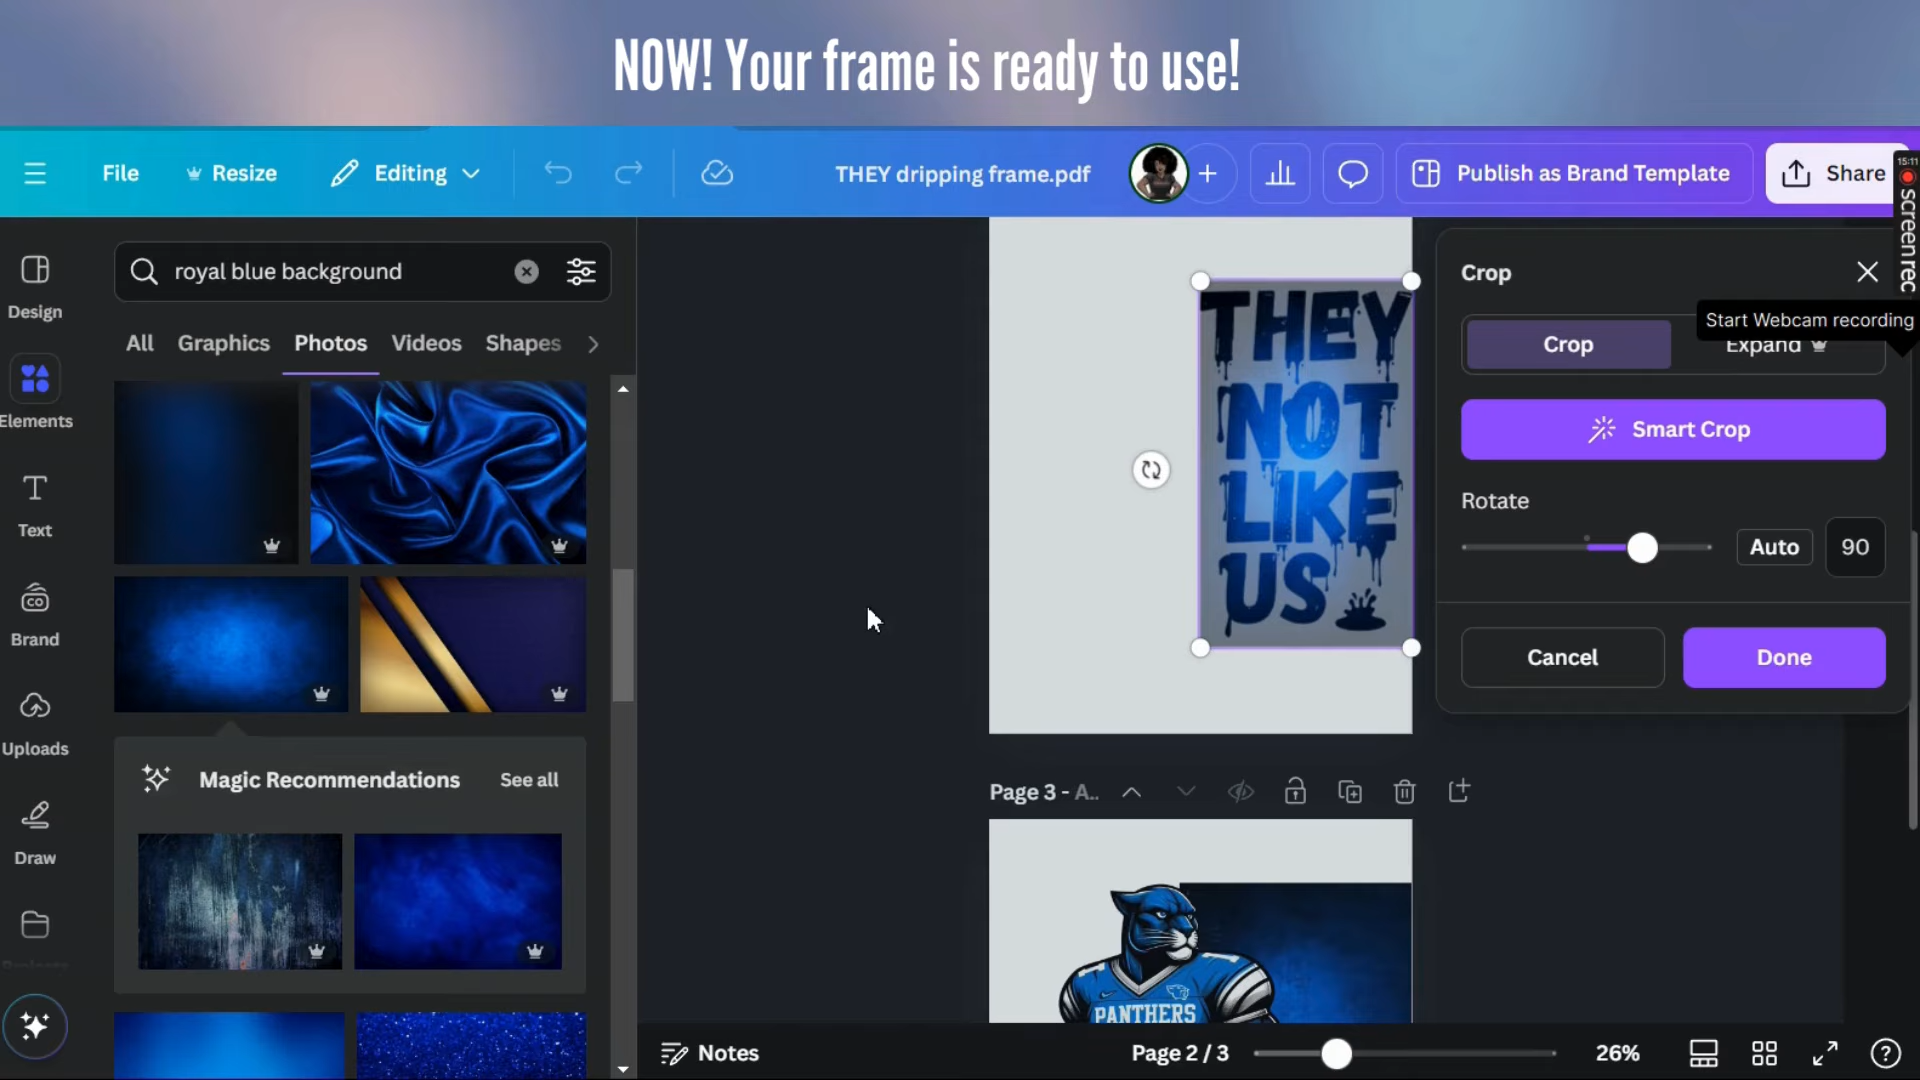 NOW! Your frame is ready to use!
File
Resize
Editing
THEY dripping frame.pdf
+
Publish as Brand Template
Share
15:11
screen rec
Design
Elements
Text
Brand
Uploads
Draw
royal blue background
All
Graphics
Photos
Videos
Shapes
Magic Recommendations
See all
THEY
NOT
LIKE
US
Crop
Start Webcam recording
Crop
Expand
Smart Crop
Rotate
Auto
90
Cancel
Done
Page 3 - A..
PANTHERS
Notes
Page 2 / 3
26%